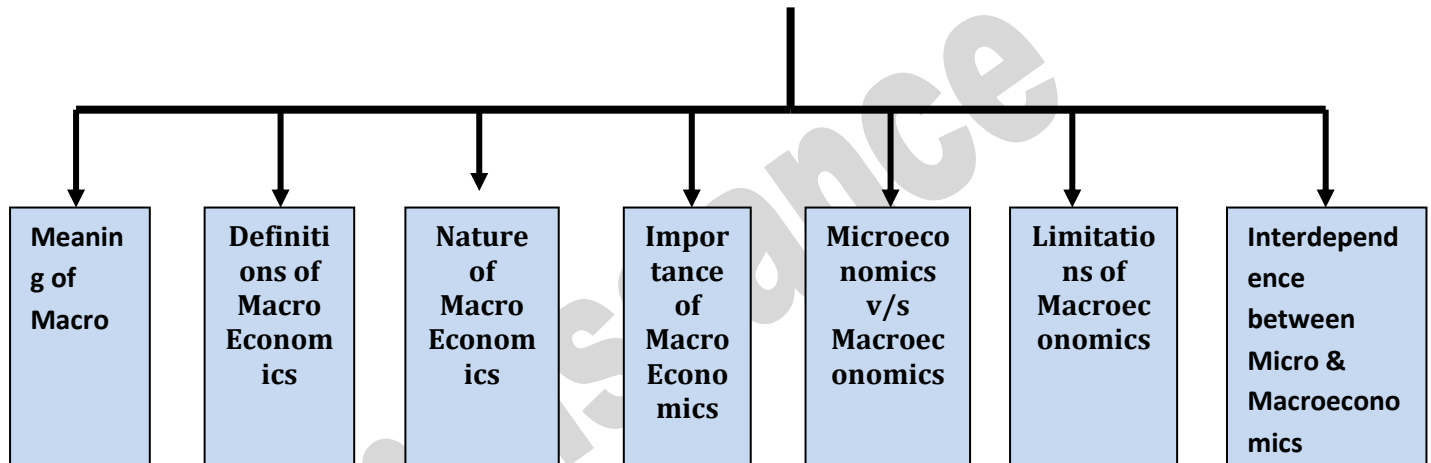 Meanin
g of
Macro
Definiti
ons of
Macro
Econom
ics
Nature
of
Macro
Econom
ics
Impor
tance
of
Macro
Econo
mics
Microeco
nomics
v/s
Macroec
onomics
Limitatio
ns of
Macroec
onomics
Interdepend
ence
between
Micro &
Macroecono
mics